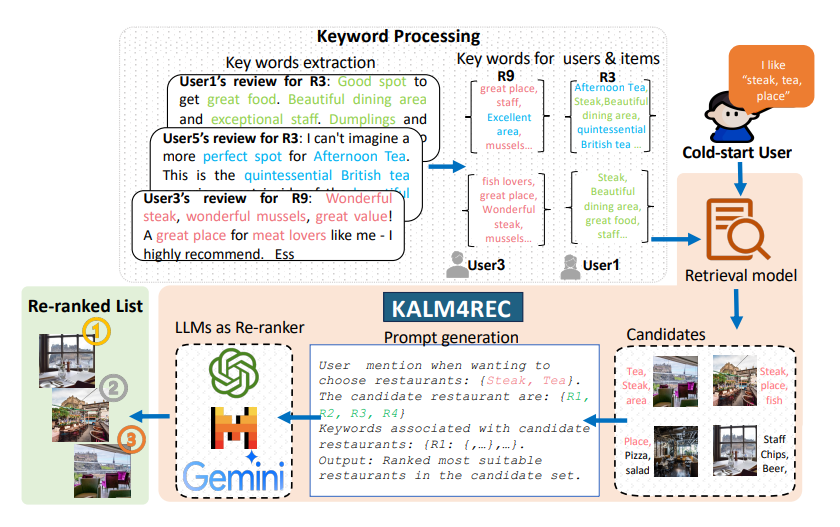 Keyword Processing
Key words extraction
User1's review for R3: Good spot to
get great food. Beautiful dining area
and exceptional staff. Dumplings and
User5's review for R3: I can't imagine a
more perfect spot for Afternoon Tea.
This is the quintessential British tea
User3's review for R9: Wonderful
steak, wonderful mussels, great value!
A great place for meat lovers like me - I
highly recommend. Ess
Key words for users & items
R9
great place,
staff,
Excellent
area,
mussels...
R3
Afternoon Tea,
Steak,Beautiful
dining area,
quintessential
British tea ...
fish lovers,
great place,
Wonderful
steak,
mussels...
User3
Steak,
Beautiful
dining area,
great food,
staff...
User1
I like
"steak, tea,
place"
Cold-start User
Retrieval model
Candidates
Tea,
Steak,
area
Steak,
place,
fish
Place,
Pizza,
salad
Staff
Chips,
Beer,
KALM4REC
Prompt generation
User mention when wanting to
choose restaurants: {Steak, Tea}.
The candidate restaurant are: {R1,
R2, R3, R4}
Keywords associated with candidate
restaurants: {R1: {,…},…}.
Output: Ranked most suitable
restaurants in the candidate set.
LLMs as Re-ranker
Gemini
Re-ranked List
1
2
3